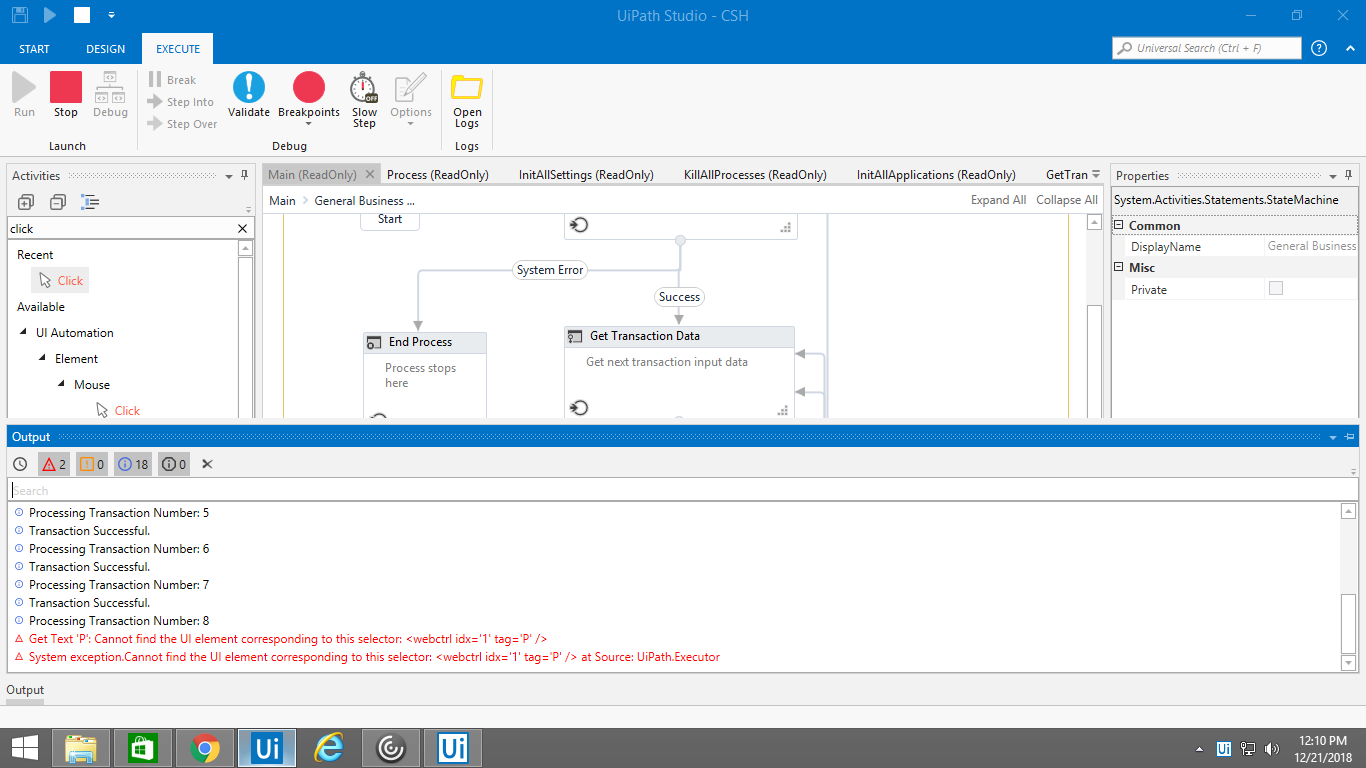 UiPath Studio - CSH
START DESIGN EXECUTE
Universal Search (Ctrl + F)
Run Stop Debug
Launch
Break
Step Into
Step Over
Validate Breakpoints Slow Step Options
Debug
Open Logs
Logs
Activities
click
Recent
Click
Available
UI Automation
Element
Mouse
Click
Main (ReadOnly) Process (ReadOnly) InitAllSettings (ReadOnly) KillAllProcesses (ReadOnly) InitAllApplications (ReadOnly) GetTran
Main > General Business ... Expand All Collapse All
Start
System Error
Success
End Process
Process stops
here
Get Transaction Data
Get next transaction input data
Properties
System.Activities.Statements.StateMachine
Common
DisplayName General Business
Misc
Private
Output
2 0 18 0
Search
Processing Transaction Number: 5
Transaction Successful.
Processing Transaction Number: 6
Transaction Successful.
Processing Transaction Number: 7
Transaction Successful.
Processing Transaction Number: 8
Get Text 'P': Cannot find the UI element corresponding to this selector: <webctrl idx='1' tag='P' />
System exception.Cannot find the UI element corresponding to this selector: <webctrl idx='1' tag='P' /> at Source: UiPath.Executor
Output
Ui Ui Ui
12:10 PM
12/21/2018